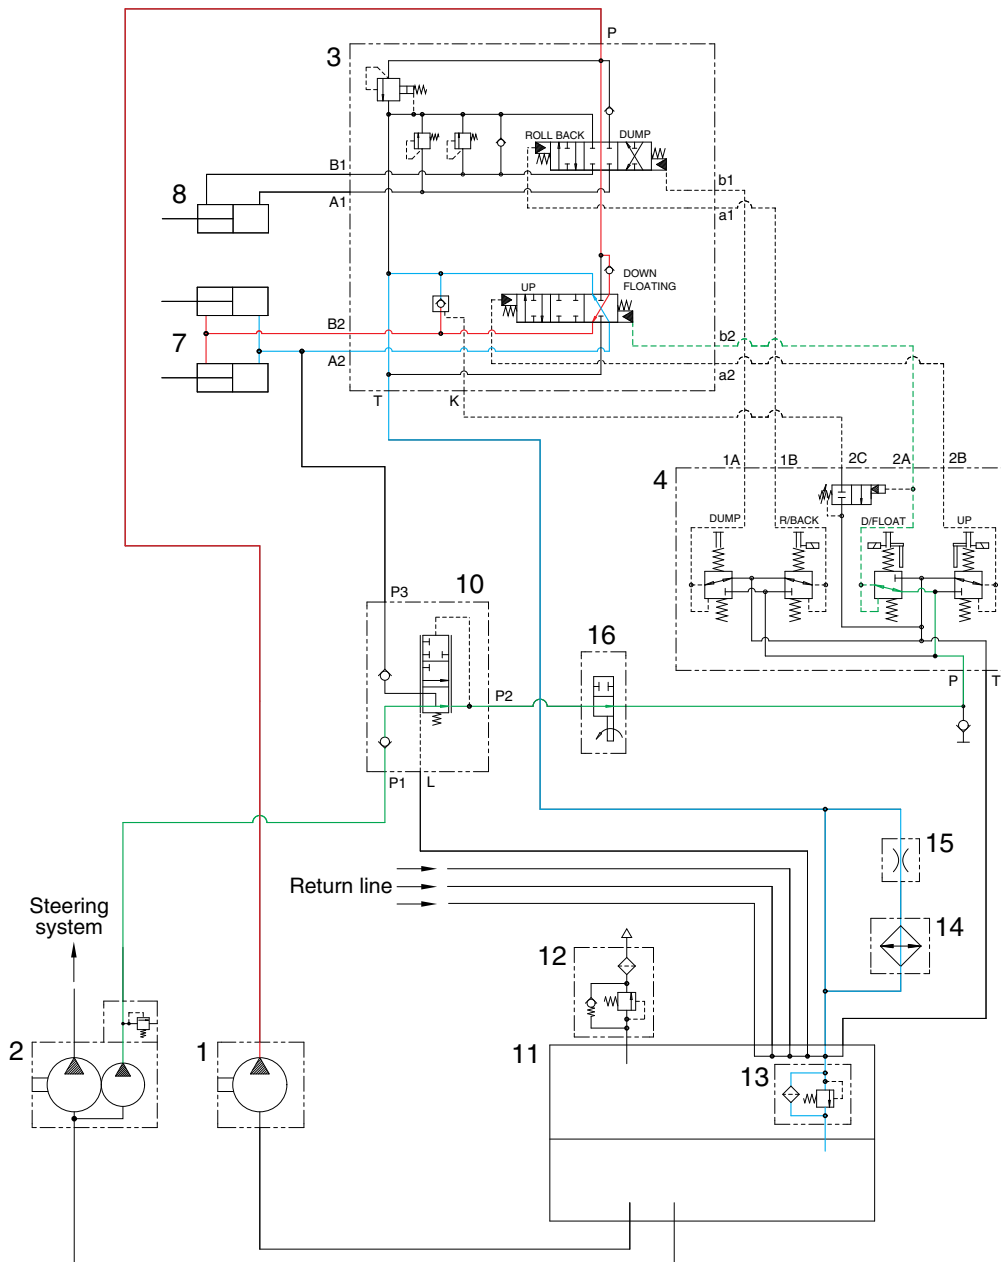 P
3
ROLL BACK
DUMP
B1
8
A1
b1
a1
UP
DOWN
FLOATING
B2
7
A2
b2
a2
T
K
1A
1B
2C
2A
2B
4
DUMP
R/BACK
D/FLOAT
UP
P3
10
16
P2
P
T
P1
L
15
Return line
Steering
system
14
12
2
1
11
13